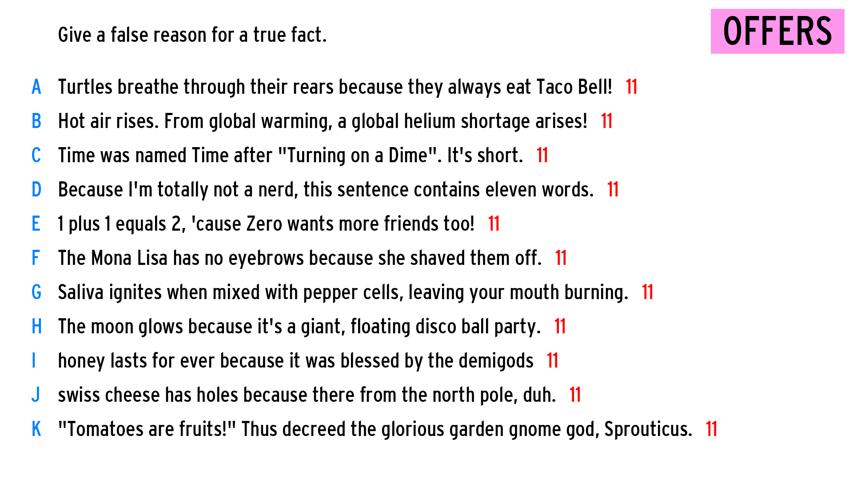 Give a false reason for a true fact.
OFFERS
A Turtles breathe through their rears because they always eat Taco Bell! 11
B Hot air rises. From global warming, a global helium shortage arises! 11
C Time was named Time after "Turning on a Dime". It's short. 11
D Because I'm totally not a nerd, this sentence contains eleven words. 11
E 1 plus 1 equals 2, 'cause Zero wants more friends too! 11
F The Mona Lisa has no eyebrows because she shaved them off. 11
G Saliva ignites when mixed with pepper cells, leaving your mouth burning. 11
H The moon glows because it's a giant, floating disco ball party. 11
I honey lasts for ever because it was blessed by the demigods 11
J swiss cheese has holes because there from the north pole, duh. 11
K "Tomatoes are fruits!" Thus decreed the glorious garden gnome god, Sprouticus. 11